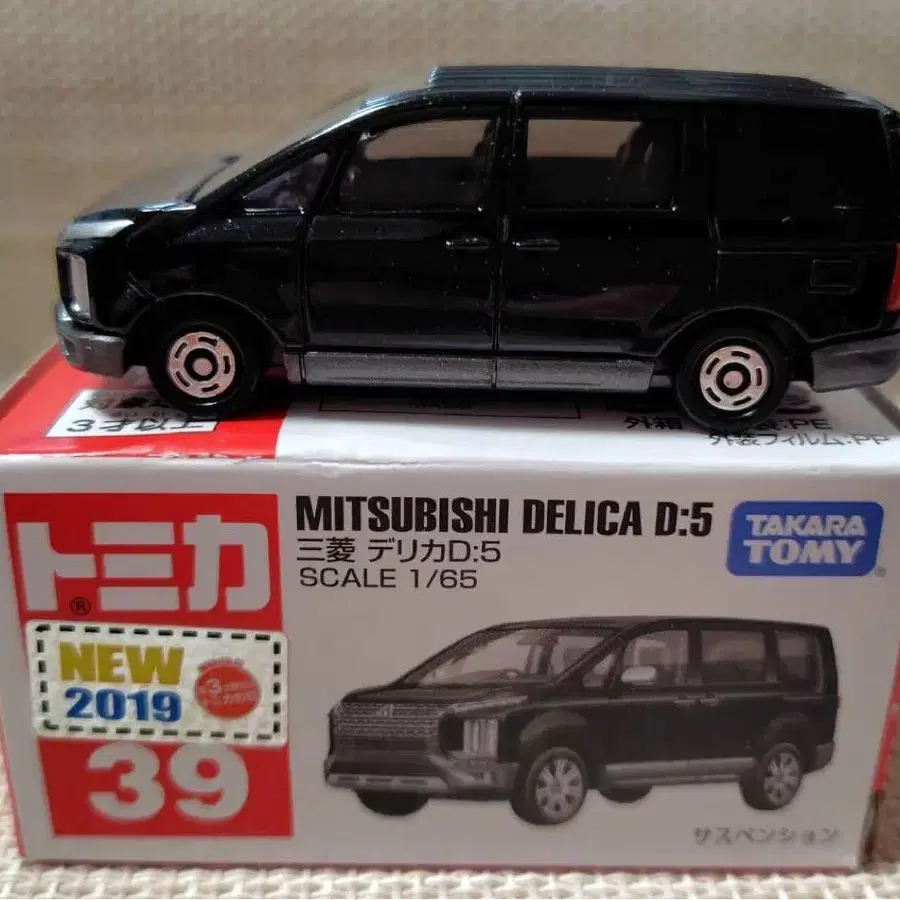 3才以上
外装フィルム:PP
トミカ
®
MITSUBISHI DELICA D:5
三菱 デリカD:5
SCALE 1/65
TAKARA
TOMY
®
NEW
2019
39
サスペンション